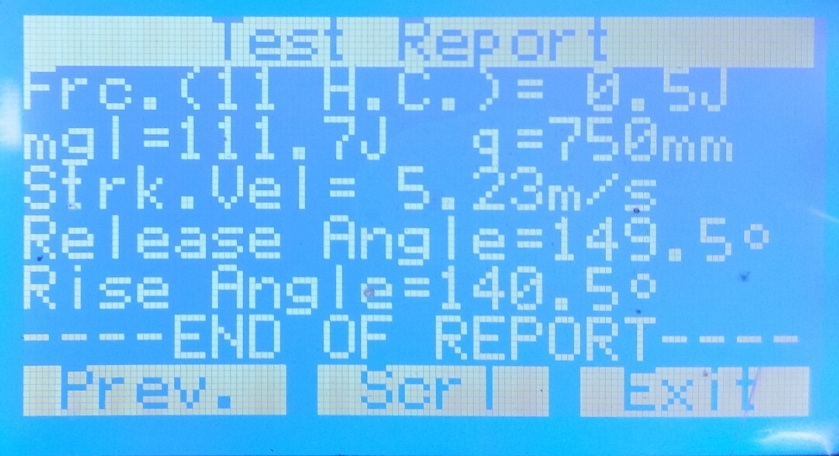 Test Report
Frc.(11 H.C.)= 0.5J
mgl=111.7J g=750mm
Strk.Vel= 5.23m/s
Release Angle=149.5°
Rise Angle=140.5°
----END OF REPORT----
Prev. Scrl Exit